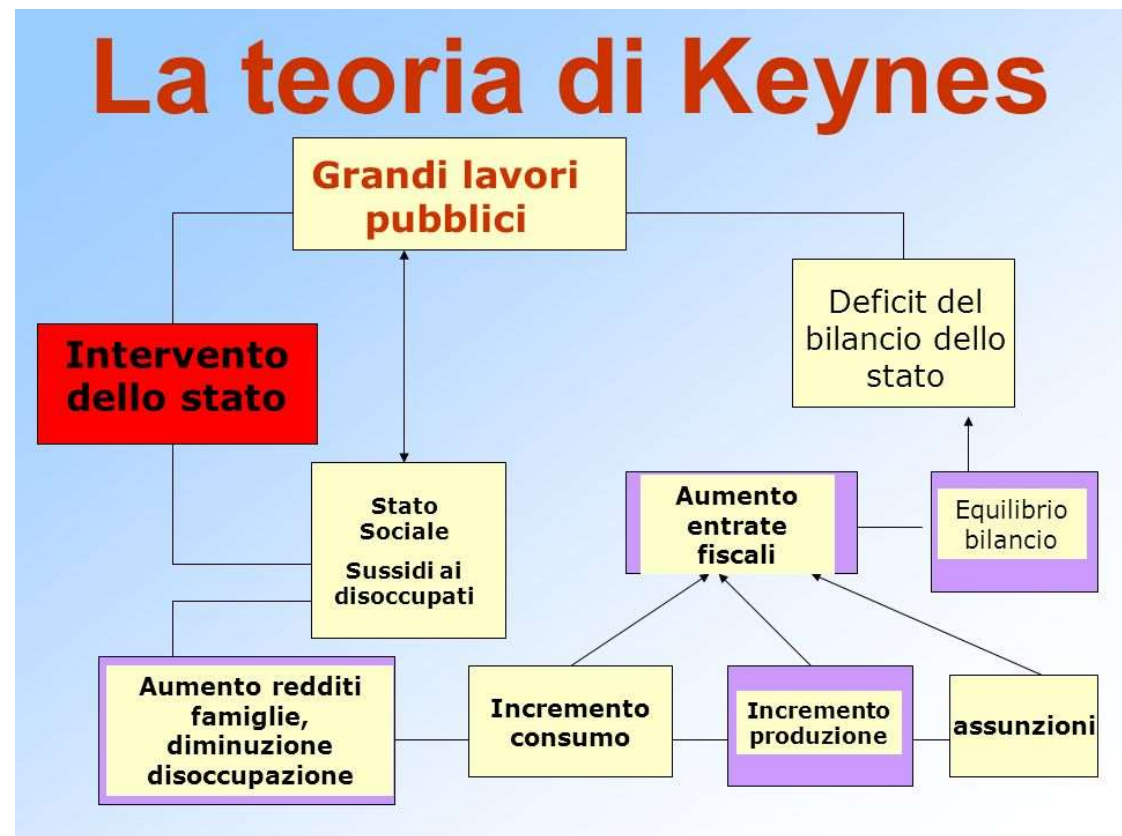 La teoria di Keynes
Grandi lavori
pubblici
Deficit del
bilancio dello
stato
Intervento
dello stato
Stato
Sociale
Sussidi ai
disoccupati
Aumento
entrate
fiscali
Equilibrio
bilancio
Aumento redditi
famiglie,
diminuzione
disoccupazione
Incremento
consumo
Incremento
produzione
assunzioni